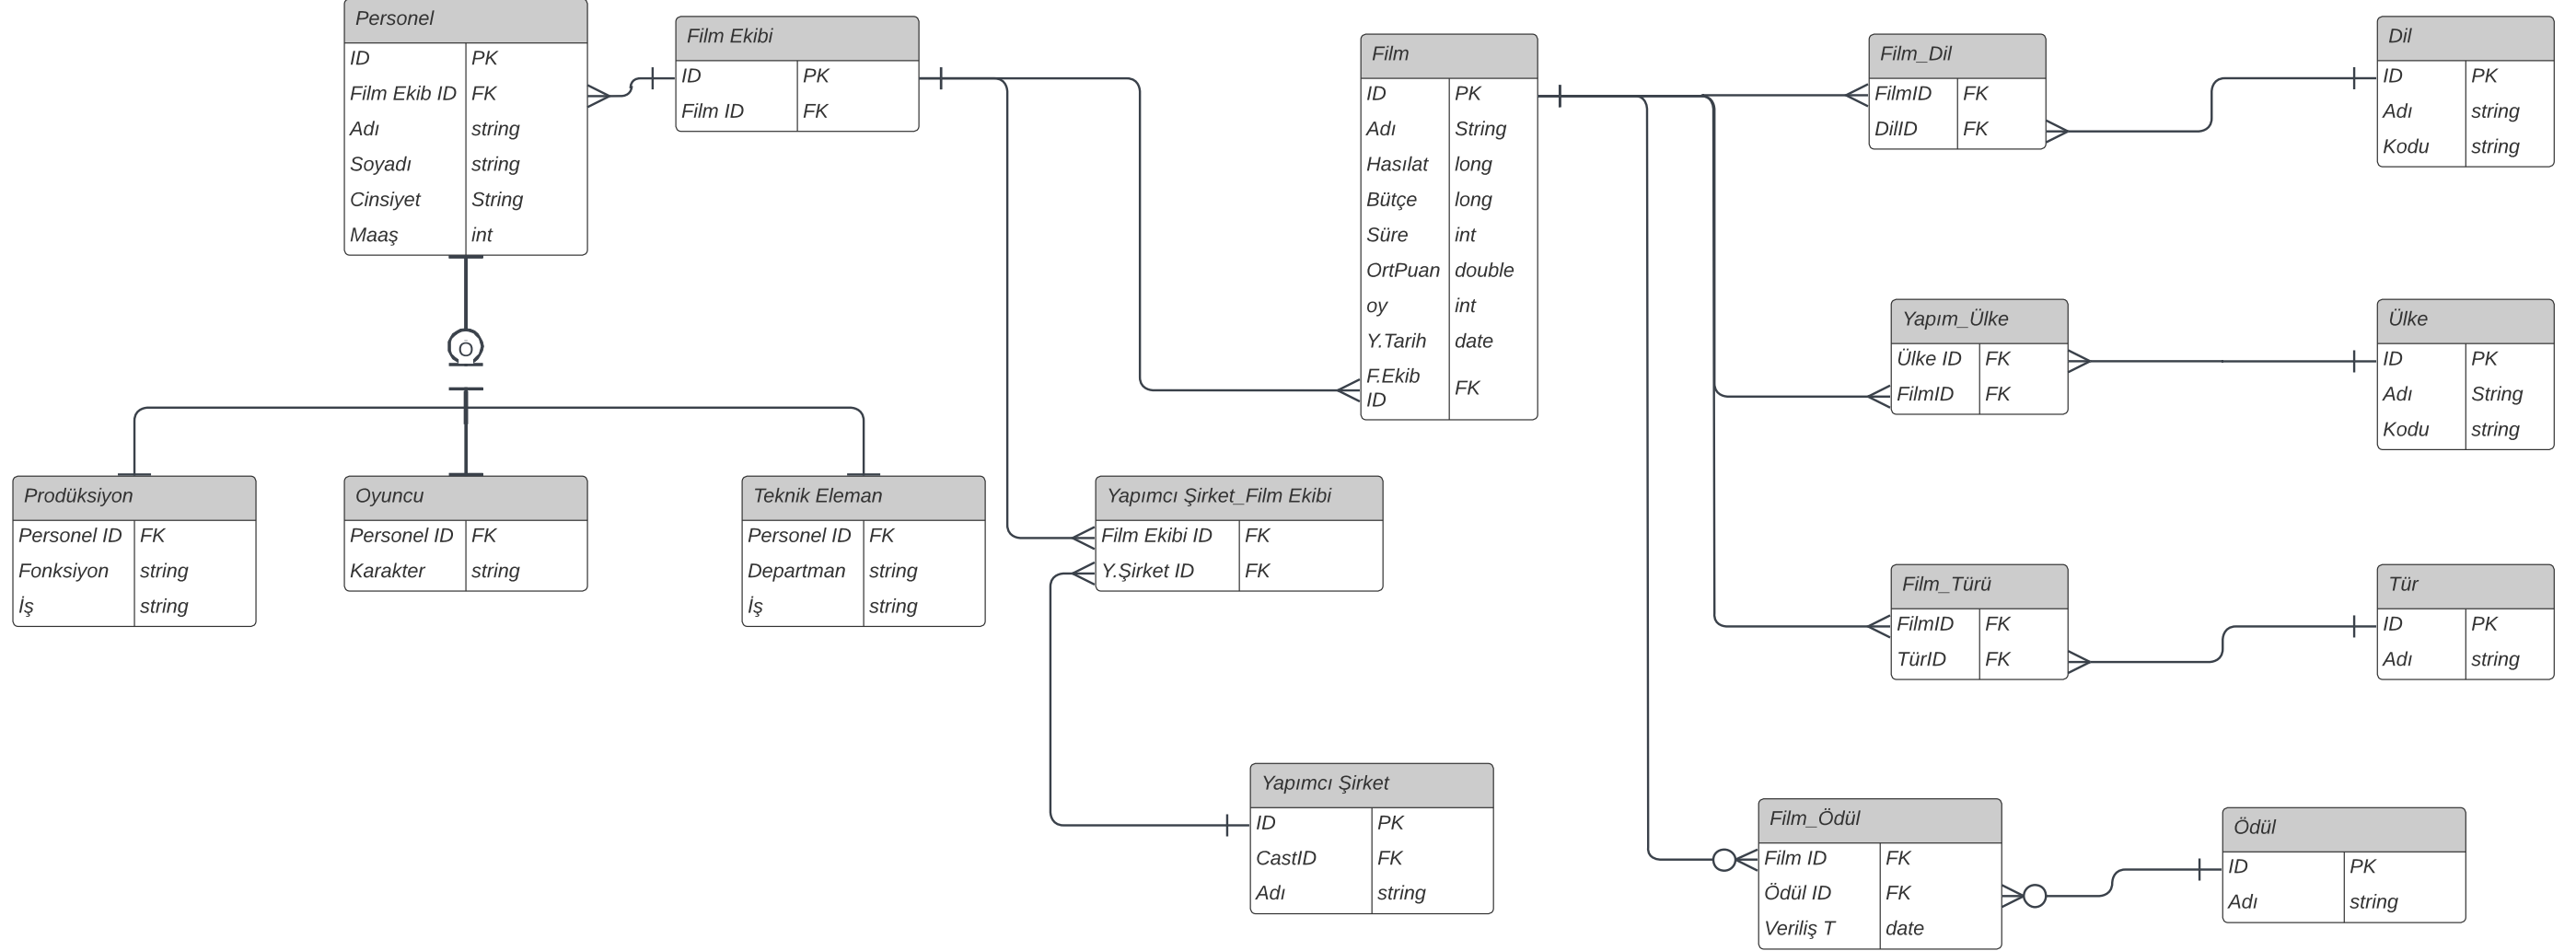 Personel
ID PK
Film Ekib ID FK
Adı string
Soyadı string
Cinsiyet String
Maaş int
Film Ekibi
ID PK
Film ID FK
Film
ID PK
Adı String
Hasılat long
Bütçe long
Süre int
OrtPuan double
oy int
Y.Tarih date
F.Ekib
ID FK
Film_Dil
FilmID FK
DilID FK
Dil
ID PK
Adı string
Kodu string
Yapım_Ülke
Ülke ID FK
FilmID FK
Ülke
ID PK
Adı String
Kodu string
O
Prodüksiyon
Personel ID FK
Fonksiyon string
İş string
Oyuncu
Personel ID FK
Karakter string
Teknik Eleman
Personel ID FK
Departman string
İş string
Yapımcı Şirket_Film Ekibi
Film Ekibi ID FK
Y.Şirket ID FK
Film_Türü
FilmID FK
TürID FK
Tür
ID PK
Adı string
Yapımcı Şirket
ID PK
CastID FK
Adı string
Film_Ödül
Film ID FK
Ödül ID FK
Veriliş T date
Ödül
ID PK
Adı string